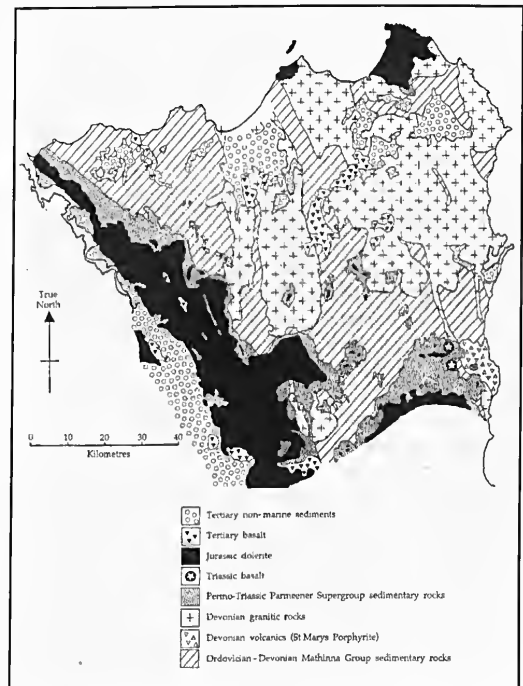 True
North
0 10 20 30 40
Kilometres
Tertiary non-marine sediments
Tertiary basalt
Jurassic dolerite
Triassic basalt
Permo-Triassic Parmeener Supergroup sedimentary rocks
Devonian granitic rocks
Devonian volcanics (St Marys Porphyrite)
Ordovician-Devonian Mathinna Group sedimentary rocks